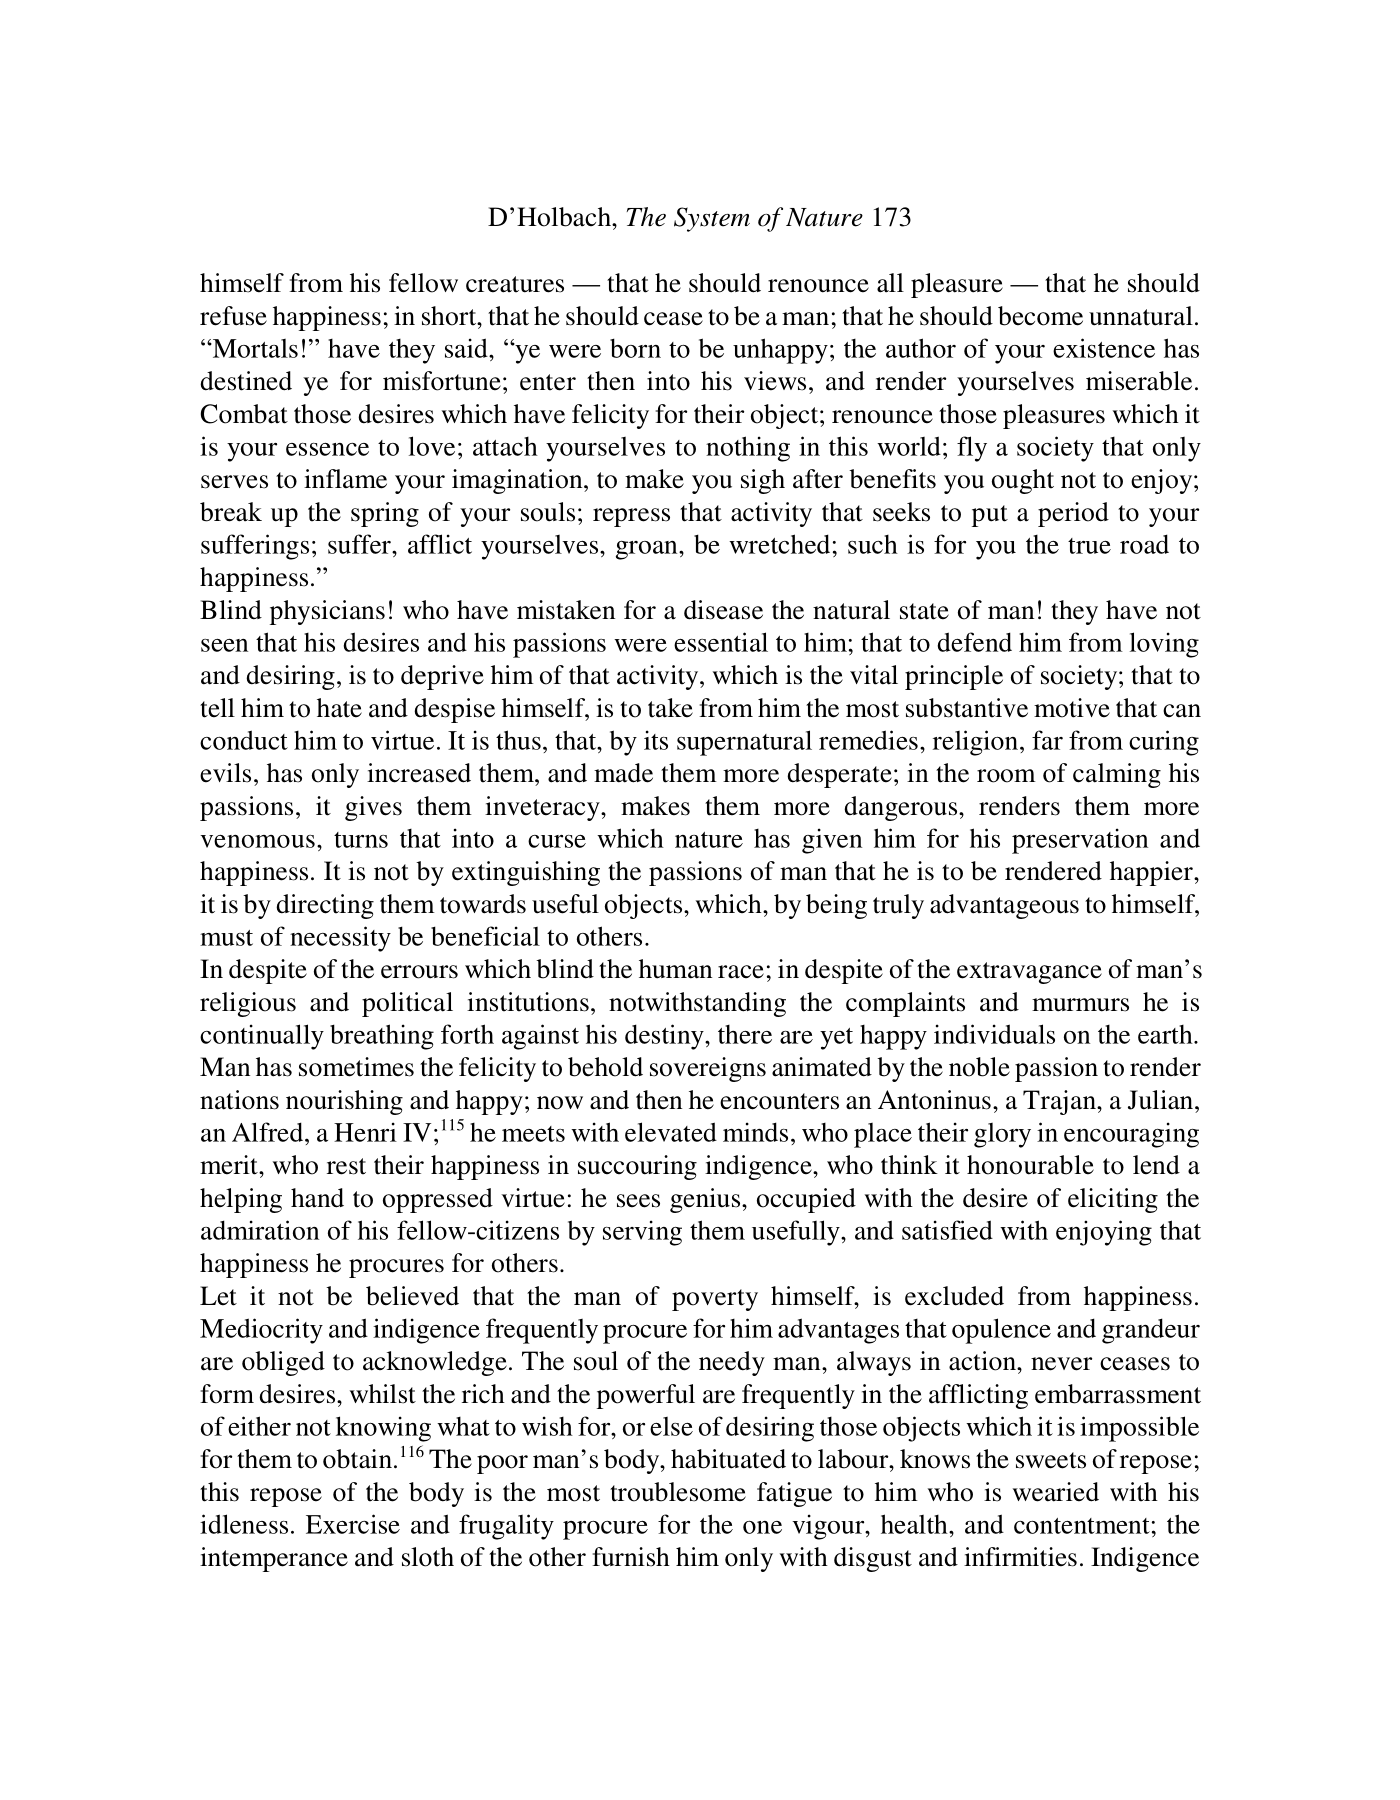 D’Holbach, The System of Nature 173
himself from his fellow creatures — that he should renounce all pleasure — that he should
refuse happiness; in short, that he should cease to be a man; that he should become unnatural.
“Mortals!” have they said, “ye were born to be unhappy; the author of your existence has
destined ye for misfortune; enter then into his views, and render yourselves miserable.
Combat those desires which have felicity for their object; renounce those pleasures which it
is your essence to love; attach yourselves to nothing in this world; fly a society that only
serves to inflame your imagination, to make you sigh after benefits you ought not to enjoy;
break up the spring of your souls; repress that activity that seeks to put a period to your
sufferings; suffer, afflict yourselves, groan, be wretched; such is for you the true road to
happiness.”
Blind physicians! who have mistaken for a disease the natural state of man! they have not
seen that his desires and his passions were essential to him; that to defend him from loving
and desiring, is to deprive him of that activity, which is the vital principle of society; that to
tell him to hate and despise himself, is to take from him the most substantive motive that can
conduct him to virtue. It is thus, that, by its supernatural remedies, religion, far from curing
evils, has only increased them, and made them more desperate; in the room of calming his
passions, it gives them inveteracy, makes them more dangerous, renders them more
venomous, turns that into a curse which nature has given him for his preservation and
happiness. It is not by extinguishing the passions of man that he is to be rendered happier,
it is by directing them towards useful objects, which, by being truly advantageous to himself,
must of necessity be beneficial to others.
In despite of the errours which blind the human race; in despite of the extravagance of man’s
religious and political institutions, notwithstanding the complaints and murmurs he is
continually breathing forth against his destiny, there are yet happy individuals on the earth.
Man has sometimes the felicity to behold sovereigns animated by the noble passion to render
nations nourishing and happy; now and then he encounters an Antoninus, a Trajan, a Julian,
an Alfred, a Henri IV;115 he meets with elevated minds, who place their glory in encouraging
merit, who rest their happiness in succouring indigence, who think it honourable to lend a
helping hand to oppressed virtue: he sees genius, occupied with the desire of eliciting the
admiration of his fellow-citizens by serving them usefully, and satisfied with enjoying that
happiness he procures for others.
Let it not be believed that the man of poverty himself, is excluded from happiness.
Mediocrity and indigence frequently procure for him advantages that opulence and grandeur
are obliged to acknowledge. The soul of the needy man, always in action, never ceases to
form desires, whilst the rich and the powerful are frequently in the afflicting embarrassment
of either not knowing what to wish for, or else of desiring those objects which it is impossible
for them to obtain.116 The poor man’s body, habituated to labour, knows the sweets of repose;
this repose of the body is the most troublesome fatigue to him who is wearied with his
idleness. Exercise and frugality procure for the one vigour, health, and contentment; the
intemperance and sloth of the other furnish him only with disgust and infirmities. Indigence